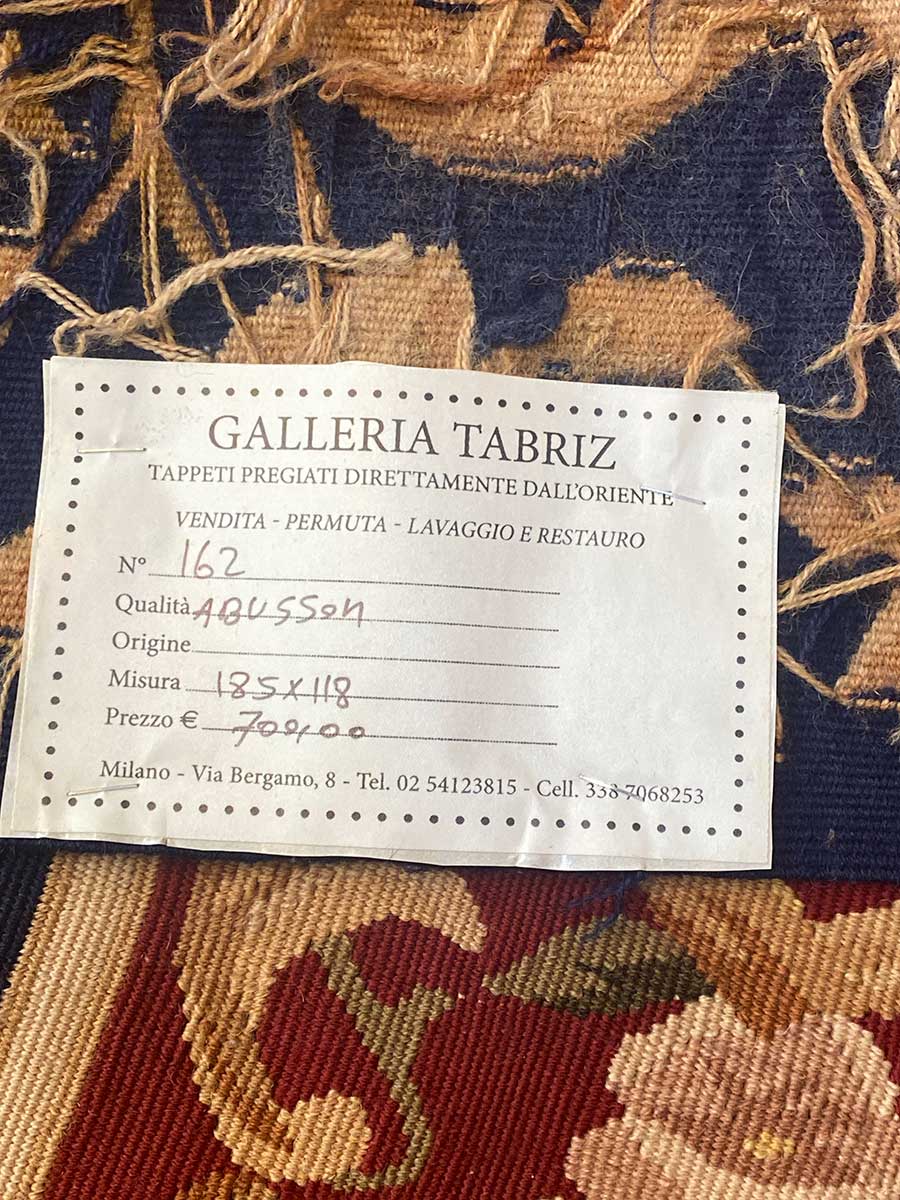 GALLERIA TABRIZ
TAPPETI PREGIATI DIRETTAMENTE DALL'ORIENTE
VENDITA - PERMUTA - LAVAGGIO E RESTAURO
N° 162
Qualità ABUSSON
Origine
Misura 185x118
Prezzo € 700,00
Milano - Via Bergamo, 8 - Tel. 02 54123815 - Cell. 338 7068253